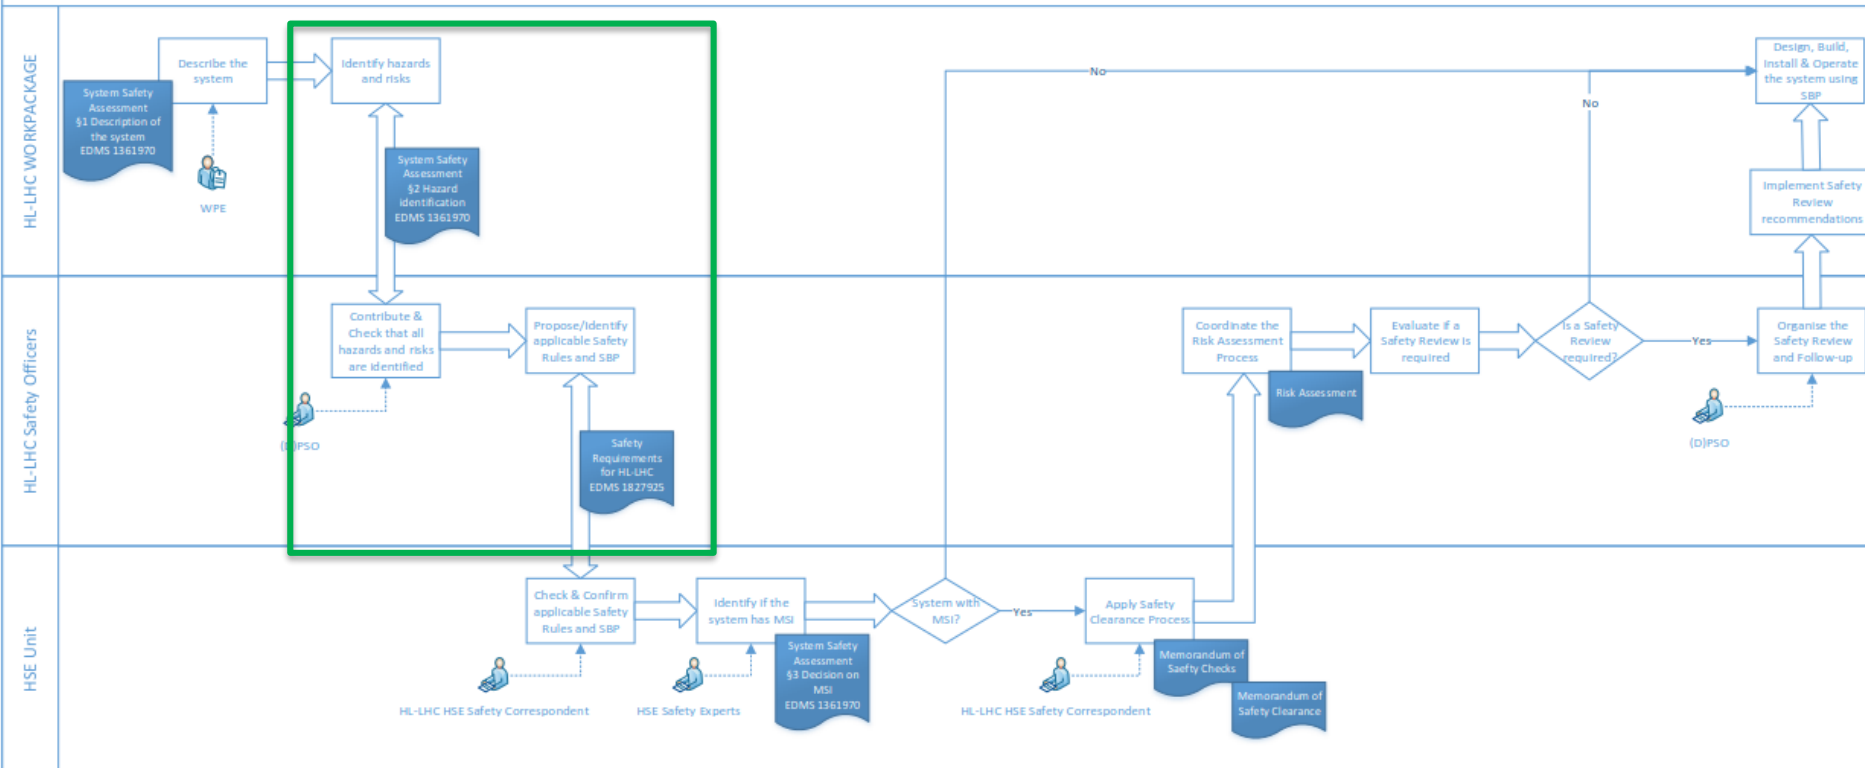 HL-LHC WORKPACKAGE
Describe the
system
System Safety
Assessment
§1 Description of
the system
EDMS 1361970
WPE
Identify hazards
and risks
System Safety
Assessment
§2 Hazard
identification
EDMS 1361970
No
No
Design, Build,
Install & Operate
the system using
SBP
Implement Safety
Review
recommendations
HL-LHC Safety Officers
Contribute &
Check that all
hazards and risks
are identified
(D)PSO
Propose/Identify
applicable Safety
Rules and SBP
Safety
Requirements
for HL-LHC
EDMS 1827925
Coordinate the
Risk Assessment
Process
Risk Assessment
Evaluate if a
Safety Review is
required
Is a Safety
Review
required?
Yes
Organise the
Safety Review
and Follow-up
(D)PSO
HSE Unit
Check & Confirm
applicable Safety
Rules and SBP
HL-LHC HSE Safety Correspondent
Identify if the
system has MSI
HSE Safety Experts
System Safety
Assessment
§3 Decision on
MSI
EDMS 1361970
System with
MSI?
Yes
Apply Safety
Clearance Process
HL-LHC HSE Safety Correspondent
Memorandum of
Saefty Checks
Memorandum of
Safety Clearance